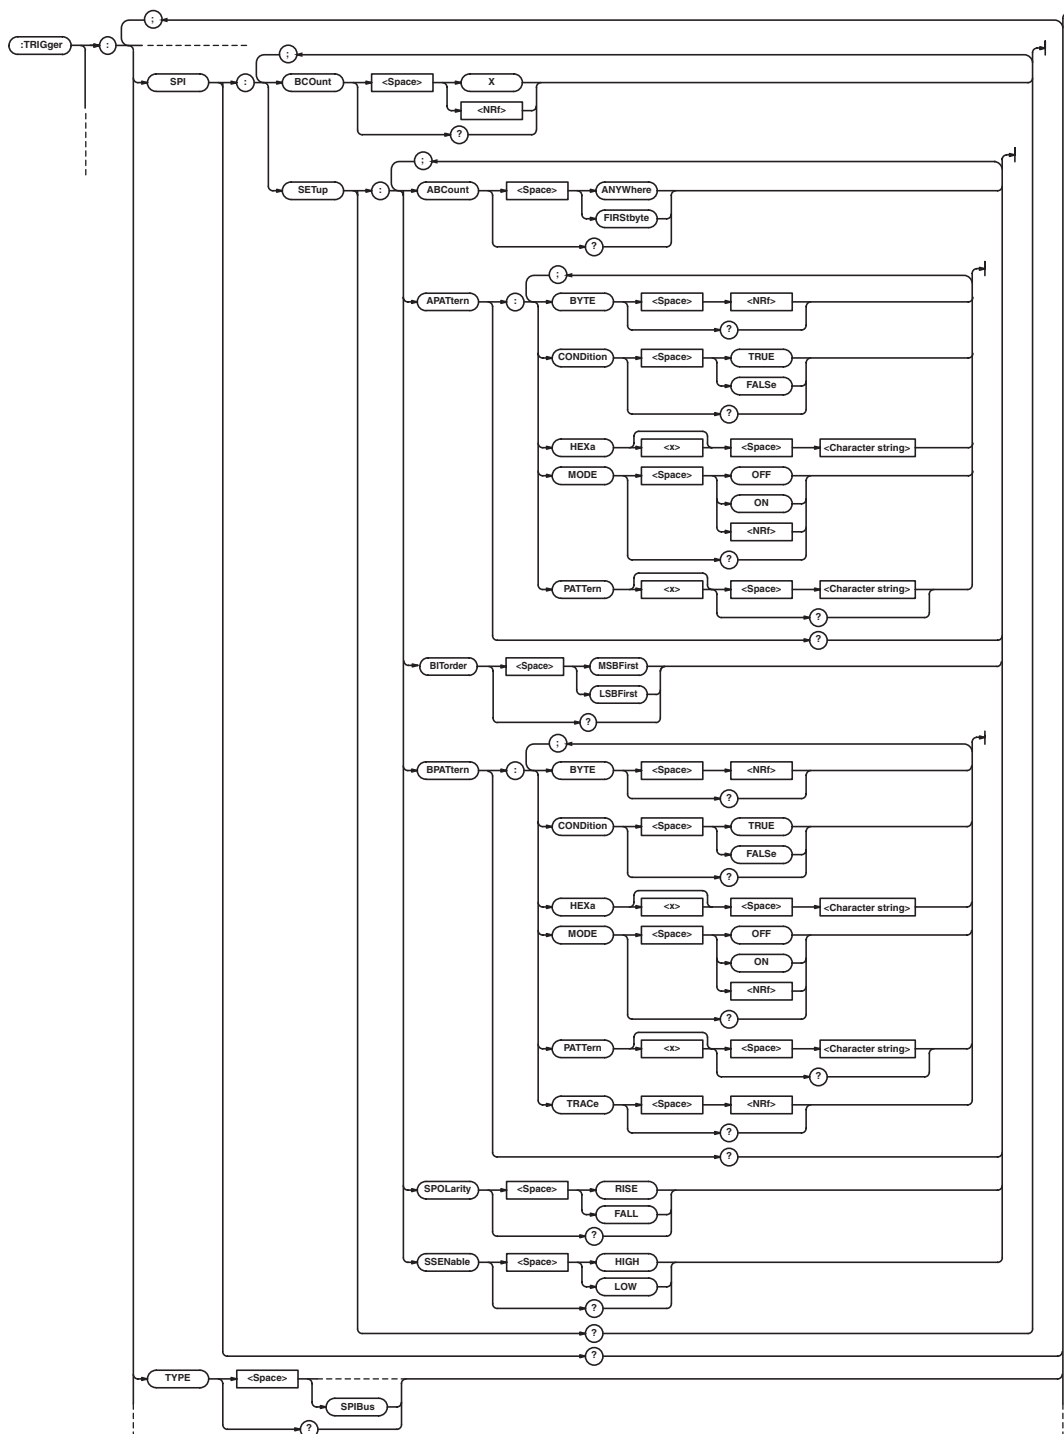 ;
:TRIGger : 
;
SPI : BCOunt <Space> X
<NRf>
?
;
SETup : ABCount <Space> ANYWhere
FIRStbyte
?
;
APATtern : BYTE <Space> <NRf>
?
CONDition <Space> TRUE
FALSe
?
HEXa <x> <Space> <Character string>
MODE <Space> OFF
ON
<NRf>
?
PATTern <x> <Space> <Character string>
?
?
BITorder <Space> MSBFirst
LSBFirst
?
;
BPATtern : BYTE <Space> <NRf>
?
CONDition <Space> TRUE
FALSe
?
HEXa <x> <Space> <Character string>
MODE <Space> OFF
ON
<NRf>
?
PATTern <x> <Space> <Character string>
?
TRACe <Space> <NRf>
?
?
SPOLarity <Space> RISE
FALL
?
SSENable <Space> HIGH
LOW
?
?
?
TYPE <Space>
SPIBus
?